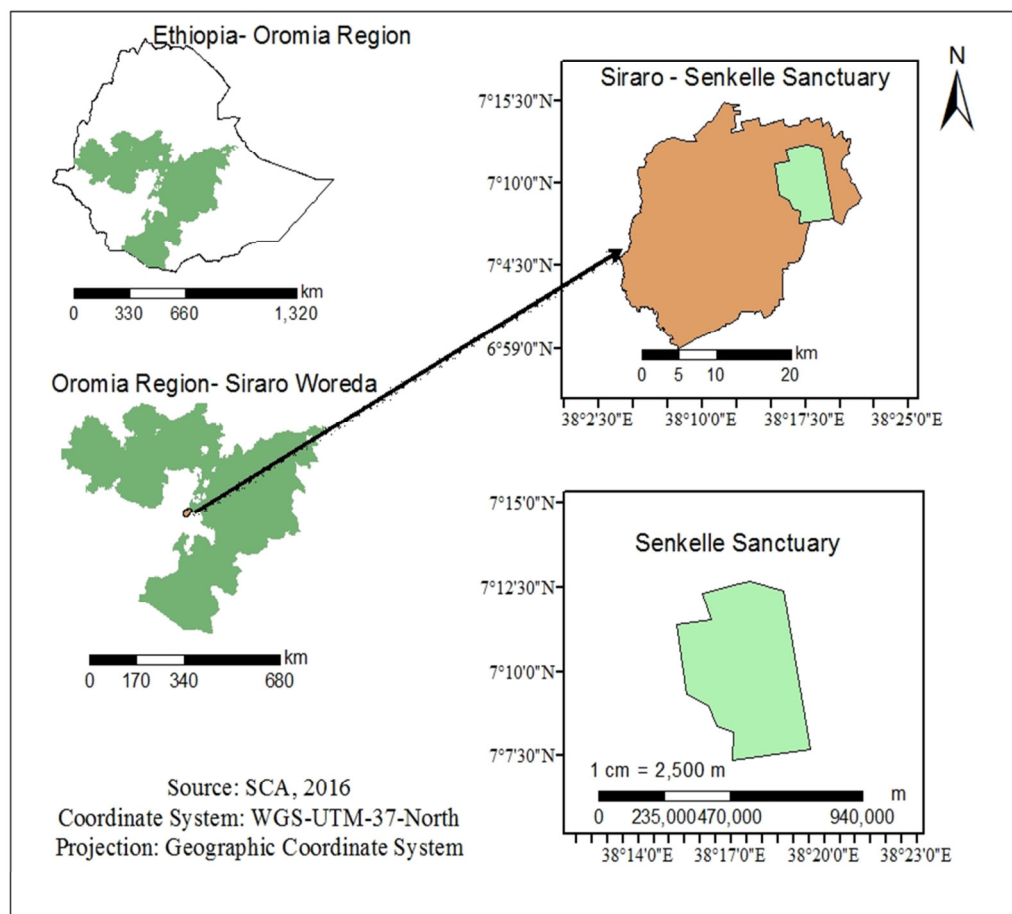 Ethiopia- Oromia Region
km
0 330 660 1,320
Oromia Region- Siraro Woreda
km
0 170 340 680
Source: SCA, 2016
Coordinate System: WGS-UTM-37-North
Projection: Geographic Coordinate System
N
Siraro - Senkelle Sanctuary
7°15'30"N
7°10'0"N
7°4'30"N
6°59'0"N
km
0 5 10 20
38°2'30"E 38°10'0"E 38°17'30"E 38°25'0"E
Senkelle Sanctuary
7°15'0"N
7°12'30"N
7°10'0"N
7°7'30"N
1 cm = 2,500 m
m
0 235,000 470,000 940,000
38°14'0"E 38°17'0"E 38°20'0"E 38°23'0"E